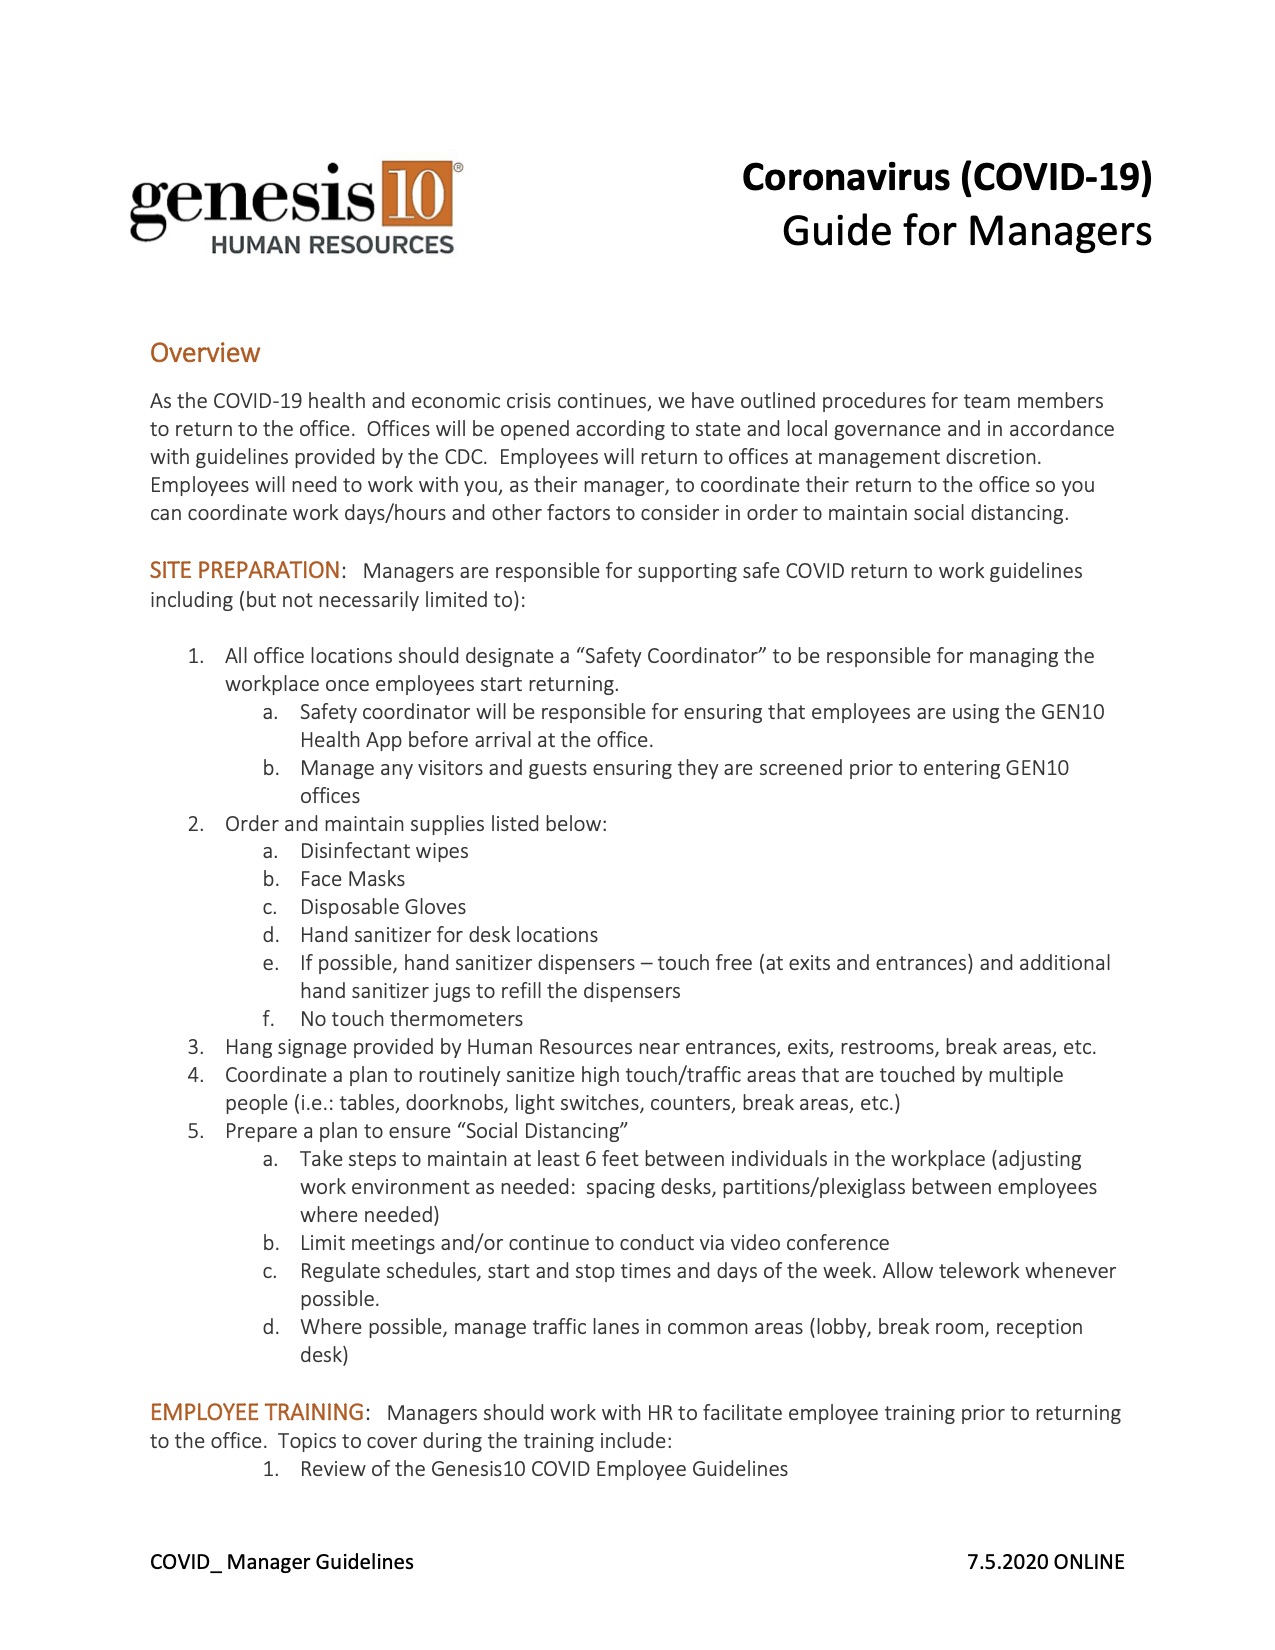 genesis10®
HUMAN RESOURCES
Coronavirus (COVID-19)
Guide for Managers
Overview
As the COVID-19 health and economic crisis continues, we have outlined procedures for team members
to return to the office.  Offices will be opened according to state and local governance and in accordance
with guidelines provided by the CDC.  Employees will return to offices at management discretion.
Employees will need to work with you, as their manager, to coordinate their return to the office so you
can coordinate work days/hours and other factors to consider in order to maintain social distancing.
SITE PREPARATION:   Managers are responsible for supporting safe COVID return to work guidelines
including (but not necessarily limited to):
1. All office locations should designate a “Safety Coordinator” to be responsible for managing the
workplace once employees start returning.
a. Safety coordinator will be responsible for ensuring that employees are using the GEN10
Health App before arrival at the office.
b. Manage any visitors and guests ensuring they are screened prior to entering GEN10
offices
2. Order and maintain supplies listed below:
a. Disinfectant wipes
b. Face Masks
c. Disposable Gloves
d. Hand sanitizer for desk locations
e. If possible, hand sanitizer dispensers – touch free (at exits and entrances) and additional
hand sanitizer jugs to refill the dispensers
f. No touch thermometers
3. Hang signage provided by Human Resources near entrances, exits, restrooms, break areas, etc.
4. Coordinate a plan to routinely sanitize high touch/traffic areas that are touched by multiple
people (i.e.: tables, doorknobs, light switches, counters, break areas, etc.)
5. Prepare a plan to ensure “Social Distancing”
a. Take steps to maintain at least 6 feet between individuals in the workplace (adjusting
work environment as needed:  spacing desks, partitions/plexiglass between employees
where needed)
b. Limit meetings and/or continue to conduct via video conference
c. Regulate schedules, start and stop times and days of the week. Allow telework whenever
possible.
d. Where possible, manage traffic lanes in common areas (lobby, break room, reception
desk)
EMPLOYEE TRAINING:   Managers should work with HR to facilitate employee training prior to returning
to the office.  Topics to cover during the training include:
1. Review of the Genesis10 COVID Employee Guidelines
COVID_ Manager Guidelines
7.5.2020 ONLINE